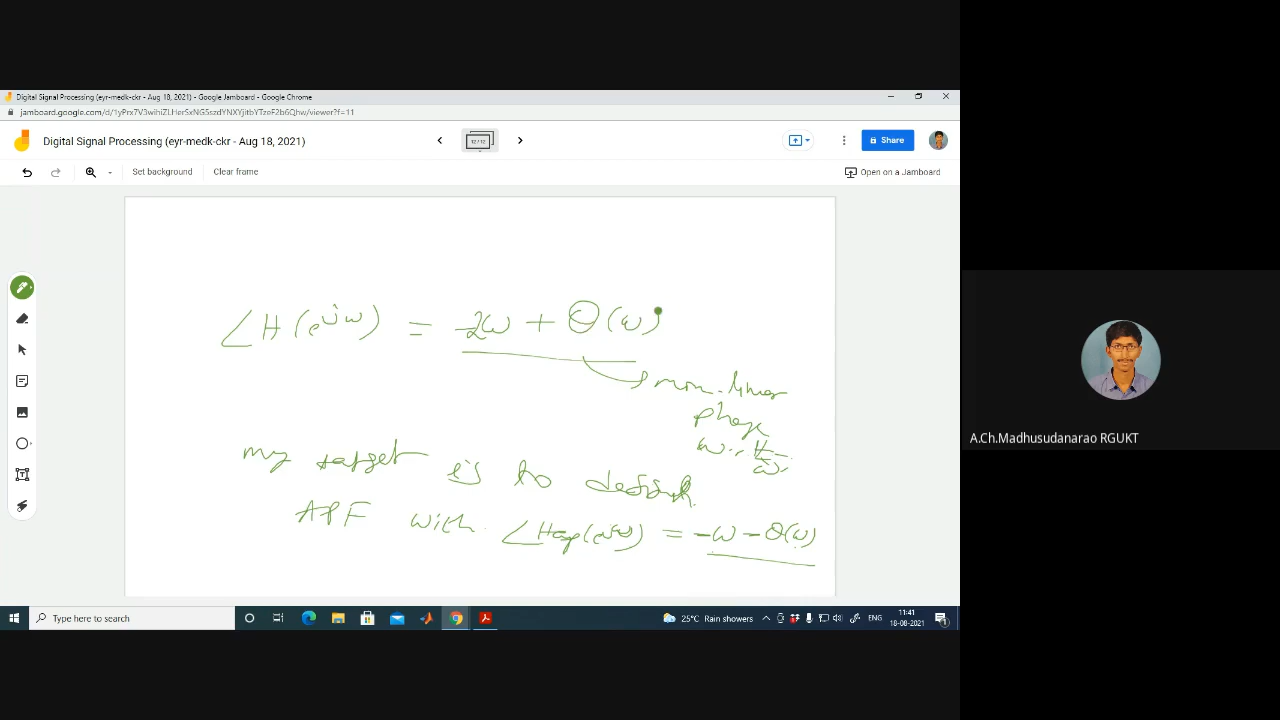 Digital Signal Processing (eyr-medk-ckr - Aug 18, 2021) - Google Jamboard - Google Chrome
Digital Signal Processing (eyr-medk-ckr - Aug 18, 2021)
12 / 12
Share
Set background
Clear frame
Open on a Jamboard
∠H(e^jω) = -2ω + Θ(ω)
non-linear
phase
my target is to design
APF with ∠Hap(e^jω) = -ω - Θ(ω)
A.Ch.Madhusudanarao RGUKT
Type here to search
25°C Rain showers
ENG
11:41
18-08-2021